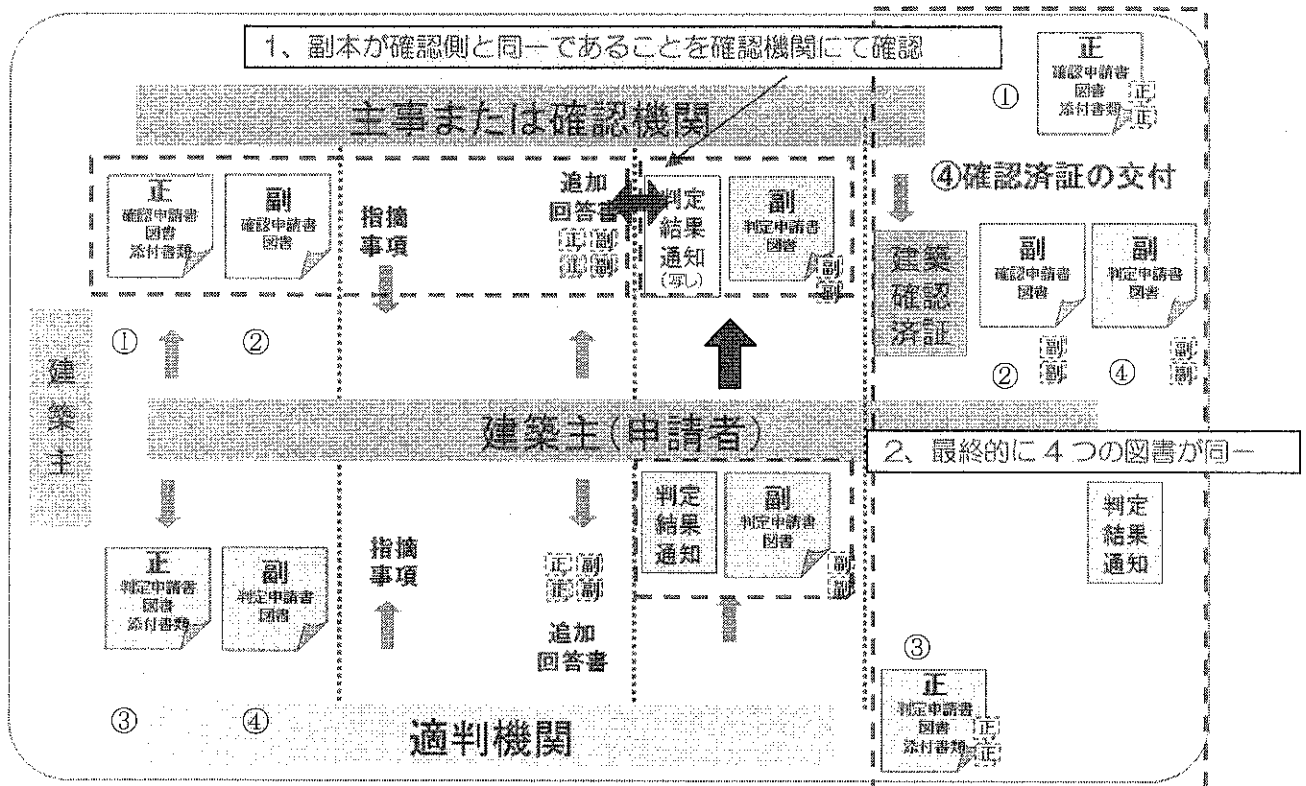 1、副本が確認側と同一であることを確認機関にて確認
主事または確認機関
正
確認申請書
図書
添付書類
副
確認申請書
図書
指摘
事項
追加
回答書
正 副
正 副
判定
結果
通知
(写し)
副
判定申請書
図書
副
副
①
②
建築主
建築主(申請者)
正
判定申請書
図書
添付書類
副
判定申請書
図書
指摘
事項
正 副
正 副
追加
回答書
判定
結果
通知
副
判定申請書
図書
副
副
③
④
適判機関
①
正
確認申請書
図書
添付書類
正
正
④確認済証の交付
建築
確認
済証
副
確認申請書
図書
副
判定申請書
図書
②
副
副
④
副
副
2、最終的に4つの図書が同一
判定
結果
通知
③
正
判定申請書
図書
添付書類
正
正